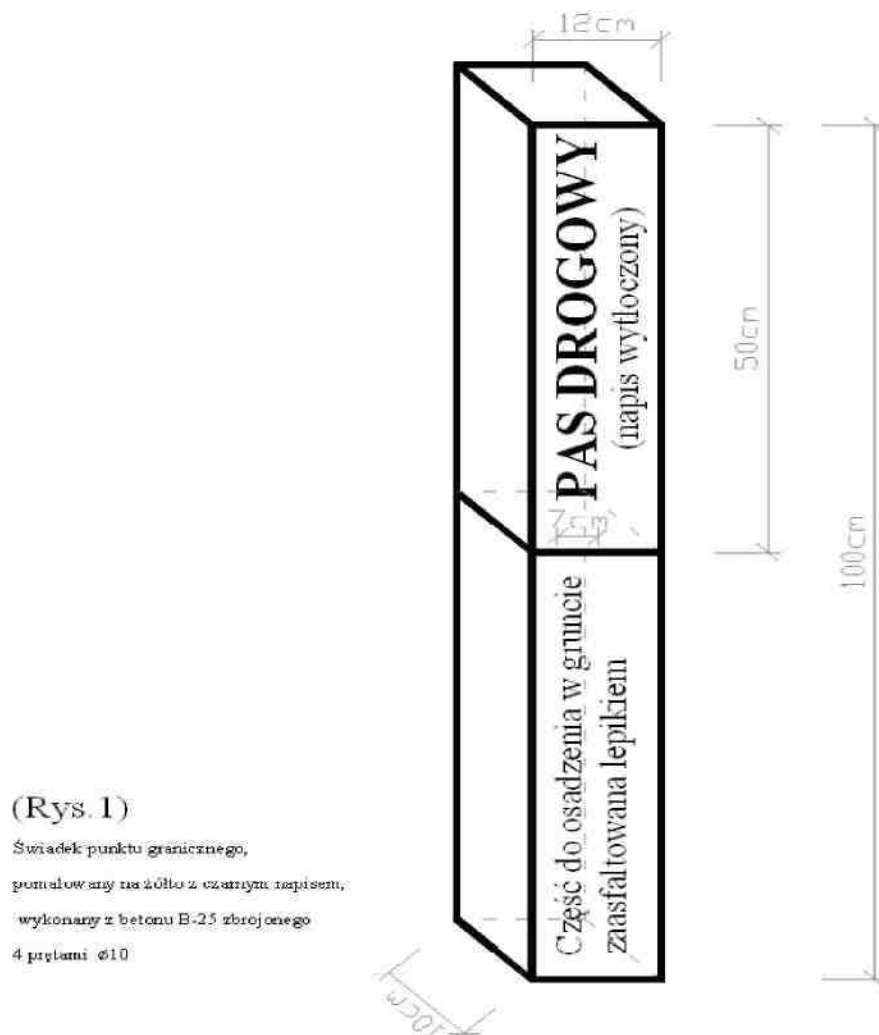 12cm
PAS DROGOWY
(napis wytłoczony)
50cm
7cm
100cm
Część do osadzenia w gruncie
zaasfaltowana lepikiem
(Rys.1)
Świadek punktu granicznego,
pomalowany na żółto z czarnym napisem,
wykonany z betonu B-25 zbrojonego
4 prętami ø10
10cm